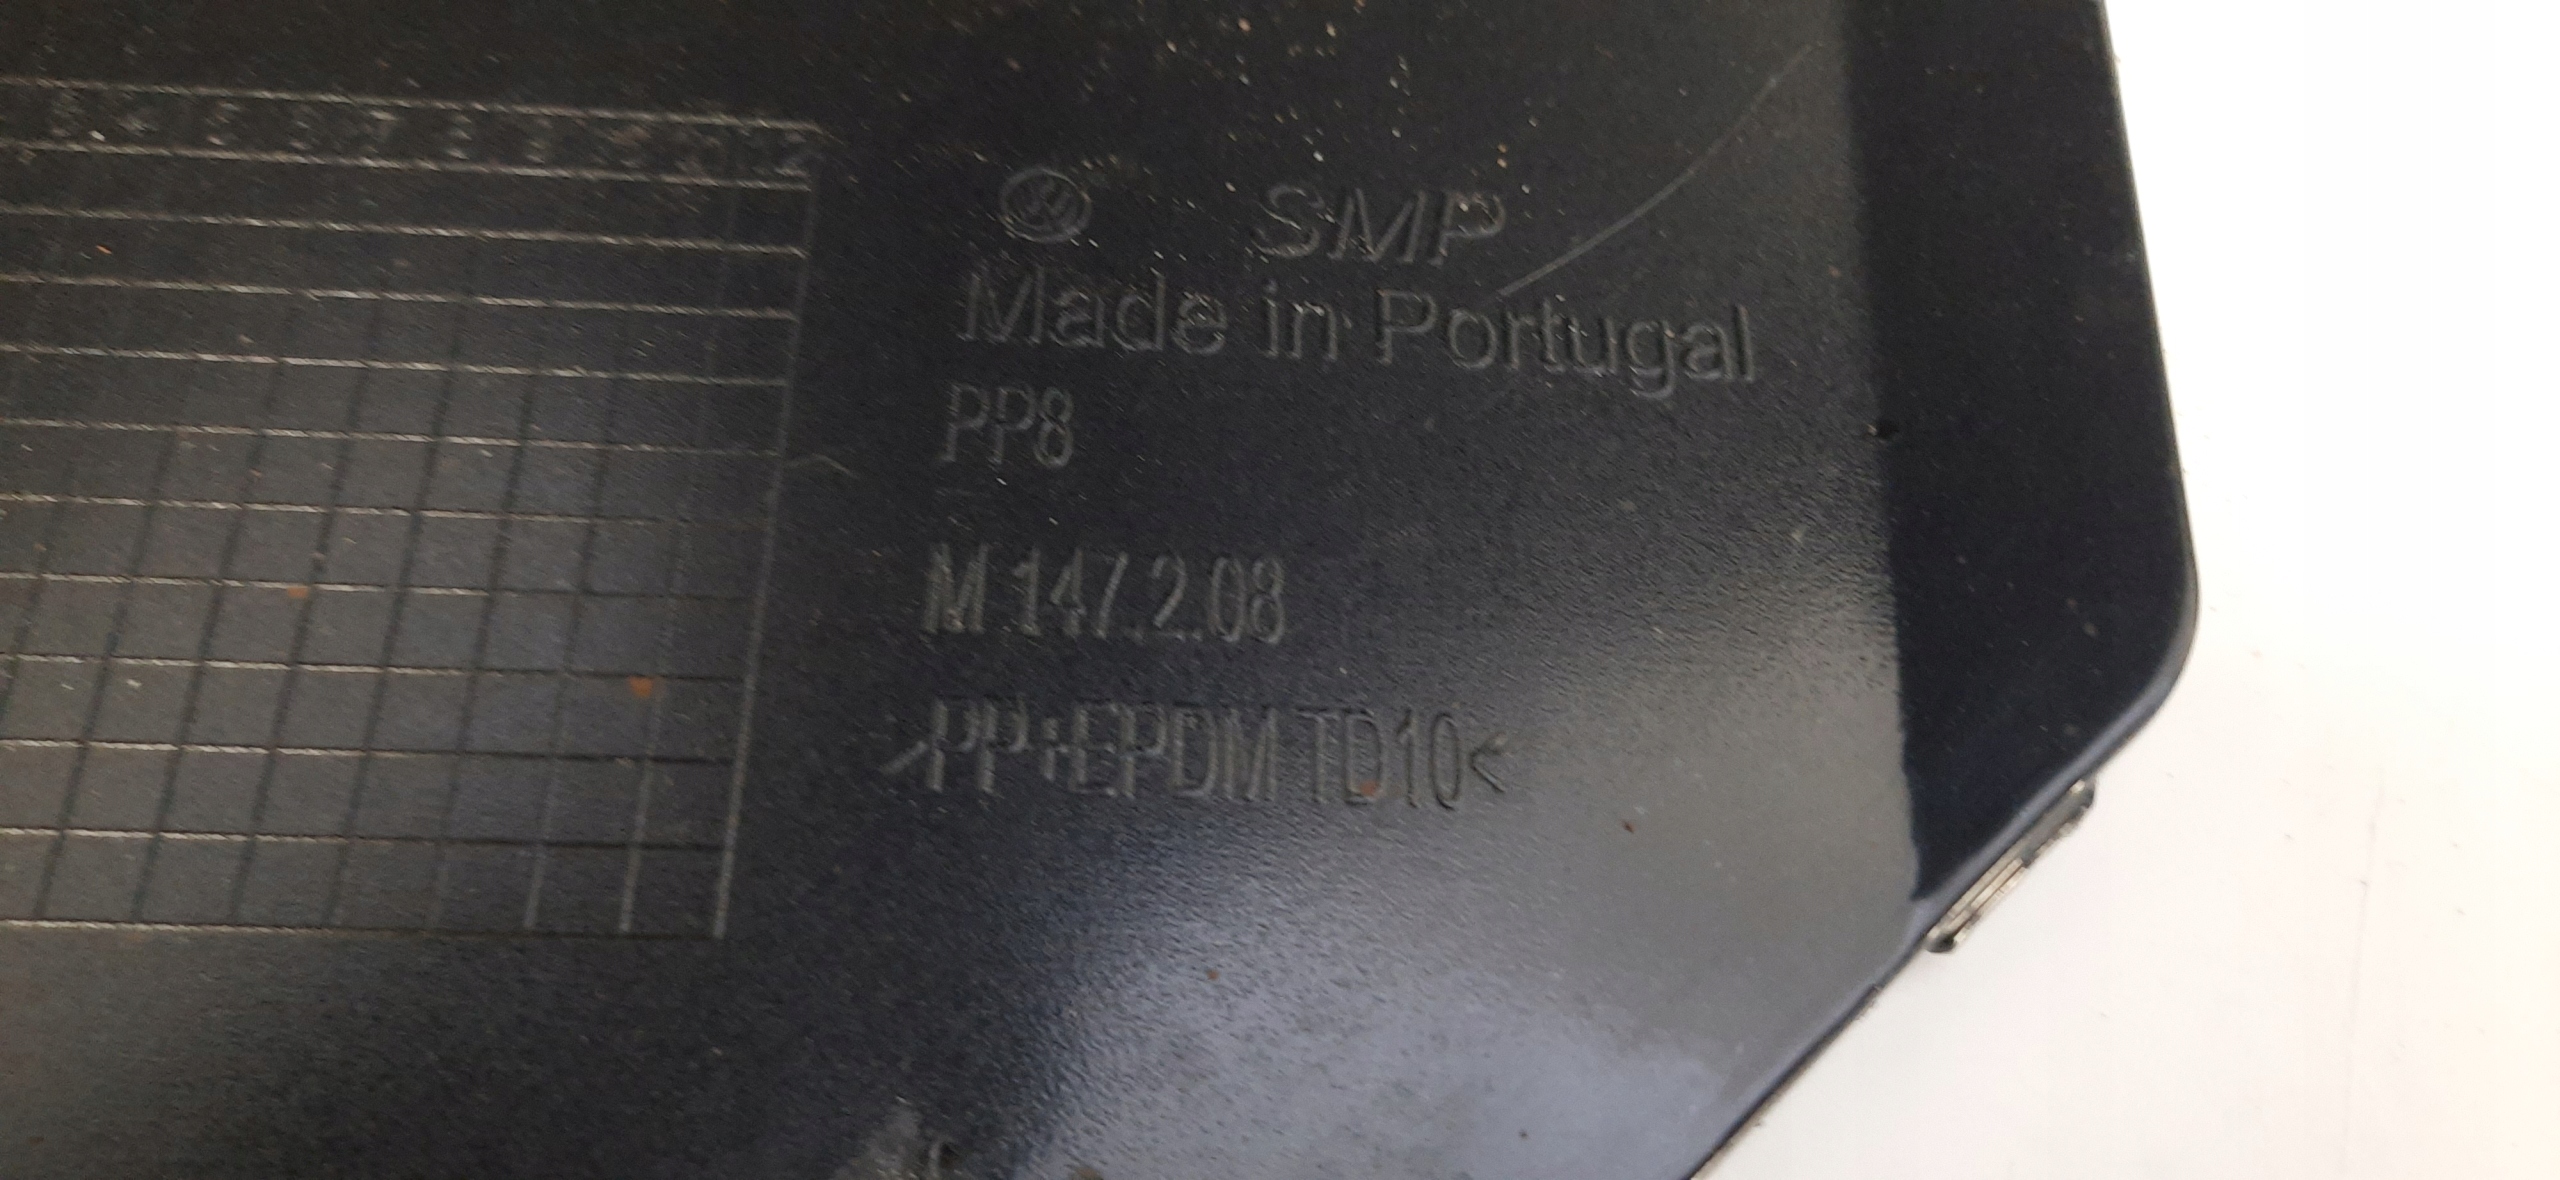 SMP
Made in Portugal
PP8
M 147.2.08
>PP+EPDM TD10<